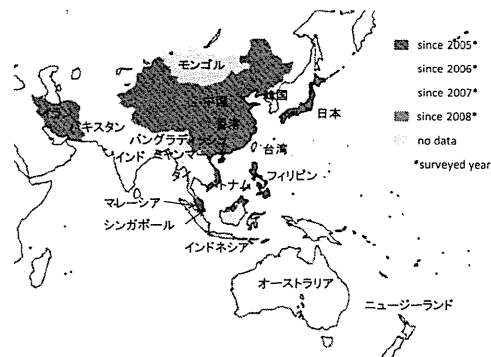 モンゴル
中国
韓国
日本
香港
キスタン
バングラデ
インド
ミャンマー
台湾
タイ
トナム
フィリピン
マレーシア
シンガポール
インドネシア
オーストラリア
ニュージーランド
since 2005*
since 2006*
since 2007*
since 2008*
no data
*surveyed year